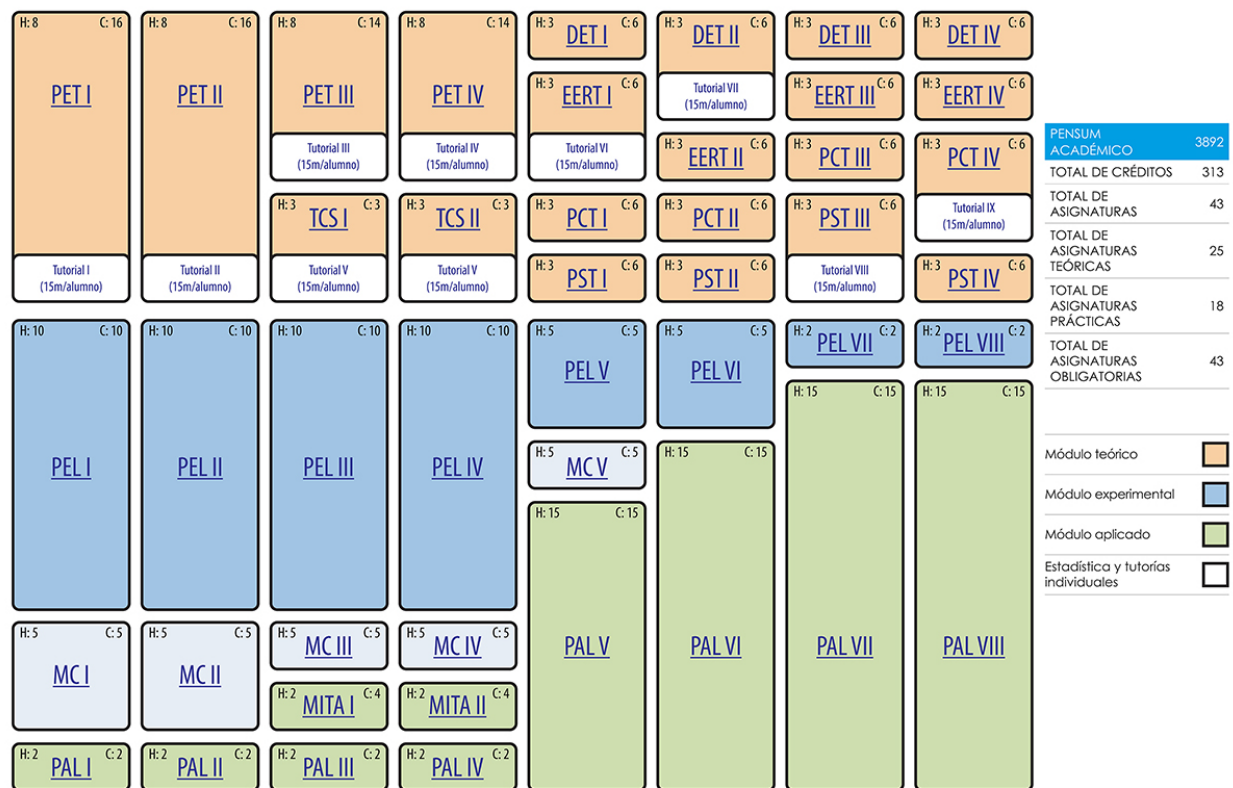 H: 8 C: 16
PET I
Tutorial I
(15m/alumno)
H: 10 C: 10
PEL I
H: 5 C: 5
MC I
H: 2 C: 2
PAL I
H: 8 C: 16
PET II
Tutorial II
(15m/alumno)
H: 10 C: 10
PEL II
H: 5 C: 5
MC II
H: 2 C: 2
PAL II
H: 8 C: 14
PET III
Tutorial III
(15m/alumno)
H: 3 C: 3
TCS I
Tutorial V
(15m/alumno)
H: 10 C: 10
PEL III
H: 5 C: 5
MC III
H: 2 C: 4
MITA I
H: 2 C: 2
PAL III
H: 8 C: 14
PET IV
Tutorial IV
(15m/alumno)
H: 3 C: 3
TCS II
Tutorial V
(15m/alumno)
H: 10 C: 10
PEL IV
H: 5 C: 5
MC IV
H: 2 C: 4
MITA II
H: 2 C: 2
PAL IV
H: 3 C: 6
DET I
H: 3 C: 6
EERT I
Tutorial VI
(15m/alumno)
H: 3 C: 6
PCT I
H: 3 C: 6
PST I
H: 5 C: 5
PEL V
H: 5 C: 5
MC V
H: 15 C: 15
PAL V
H: 3 C: 6
DET II
Tutorial VII
(15m/alumno)
H: 3 C: 6
EERT II
H: 3 C: 6
PCT II
H: 3 C: 6
PST II
H: 5 C: 5
PEL VI
H: 15 C: 15
PAL VI
H: 3 C: 6
DET III
H: 3 C: 6
EERT III
H: 3 C: 6
PCT III
H: 3 C: 6
PST III
Tutorial VIII
(15m/alumno)
H: 2 C: 2
PEL VII
H: 15 C: 15
PAL VII
H: 3 C: 6
DET IV
H: 3 C: 6
EERT IV
H: 3 C: 6
PCT IV
Tutorial IX
(15m/alumno)
H: 3 C: 6
PST IV
H: 2 C: 2
PEL VIII
H: 15 C: 15
PAL VIII
PENSUM
ACADÉMICO 3892
TOTAL DE CRÉDITOS 313
TOTAL DE
ASIGNATURAS 43
TOTAL DE
ASIGNATURAS 25
TEÓRICAS
TOTAL DE
ASIGNATURAS 18
PRÁCTICAS
TOTAL DE
ASIGNATURAS 43
OBLIGATORIAS
Módulo teórico
Módulo experimental
Módulo aplicado
Estadística y tutorías
individuales